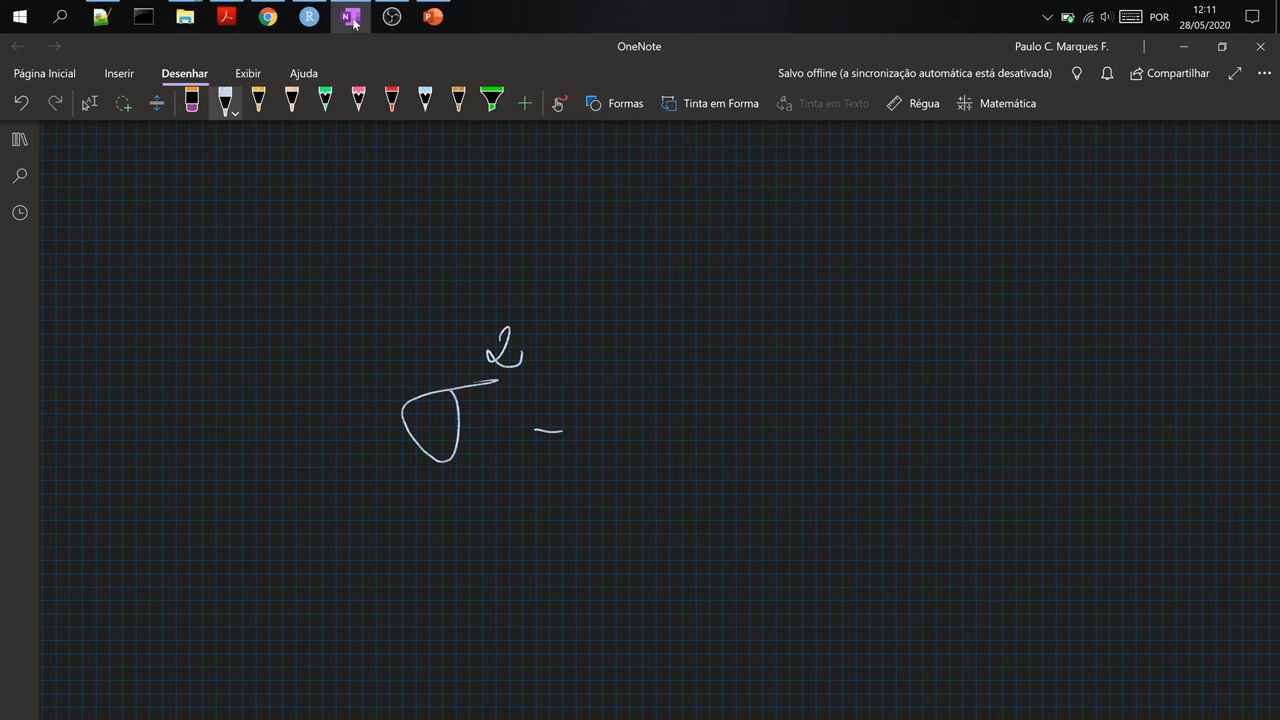 12:11
POR
28/05/2020
OneNote
Paulo C. Marques F.
Página Inicial Inserir Desenhar Exibir Ajuda
Salvo offline (a sincronização automática está desativada)
Compartilhar
Formas Tinta em Forma Tinta em Texto Régua Matemática
σ² –